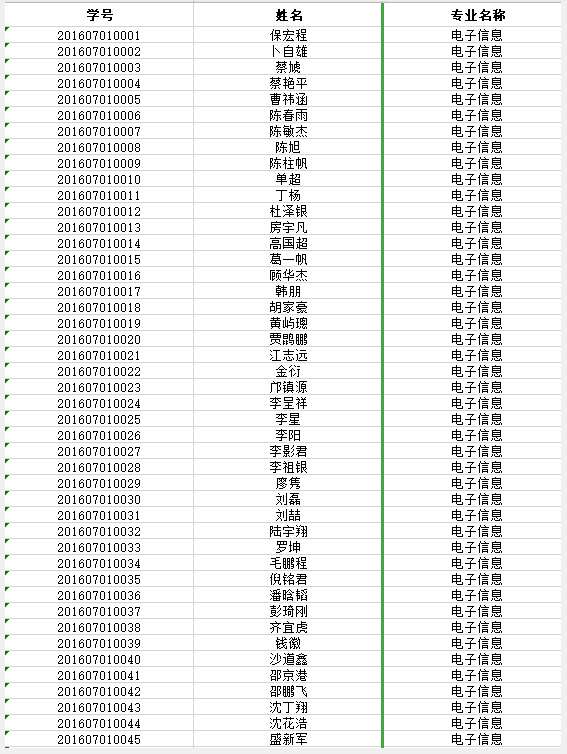 学号 姓名 专业名称
201607010001 保宏程 电子信息
201607010002 卜自雄 电子信息
201607010003 蔡虓 电子信息
201607010004 蔡艳平 电子信息
201607010005 曹祎涵 电子信息
201607010006 陈春雨 电子信息
201607010007 陈敏杰 电子信息
201607010008 陈旭 电子信息
201607010009 陈柱帆 电子信息
201607010010 单超 电子信息
201607010011 丁杨 电子信息
201607010012 杜泽银 电子信息
201607010013 房宇凡 电子信息
201607010014 高国超 电子信息
201607010015 葛一帆 电子信息
201607010016 顾华杰 电子信息
201607010017 韩朋 电子信息
201607010018 胡家豪 电子信息
201607010019 黄屿璁 电子信息
201607010020 贾鹃鹏 电子信息
201607010021 江志远 电子信息
201607010022 金衍 电子信息
201607010023 邝镇源 电子信息
201607010024 李呈祥 电子信息
201607010025 李星 电子信息
201607010026 李阳 电子信息
201607010027 李影君 电子信息
201607010028 李祖银 电子信息
201607010029 廖隽 电子信息
201607010030 刘磊 电子信息
201607010031 刘喆 电子信息
201607010032 陆宇翔 电子信息
201607010033 罗坤 电子信息
201607010034 毛鹏程 电子信息
201607010035 倪铭君 电子信息
201607010036 潘晗韬 电子信息
201607010037 彭琦刚 电子信息
201607010038 齐宜虎 电子信息
201607010039 钱徽 电子信息
201607010040 沙道鑫 电子信息
201607010041 邵京港 电子信息
201607010042 邵鹏飞 电子信息
201607010043 沈丁翔 电子信息
201607010044 沈花浩 电子信息
201607010045 盛新军 电子信息